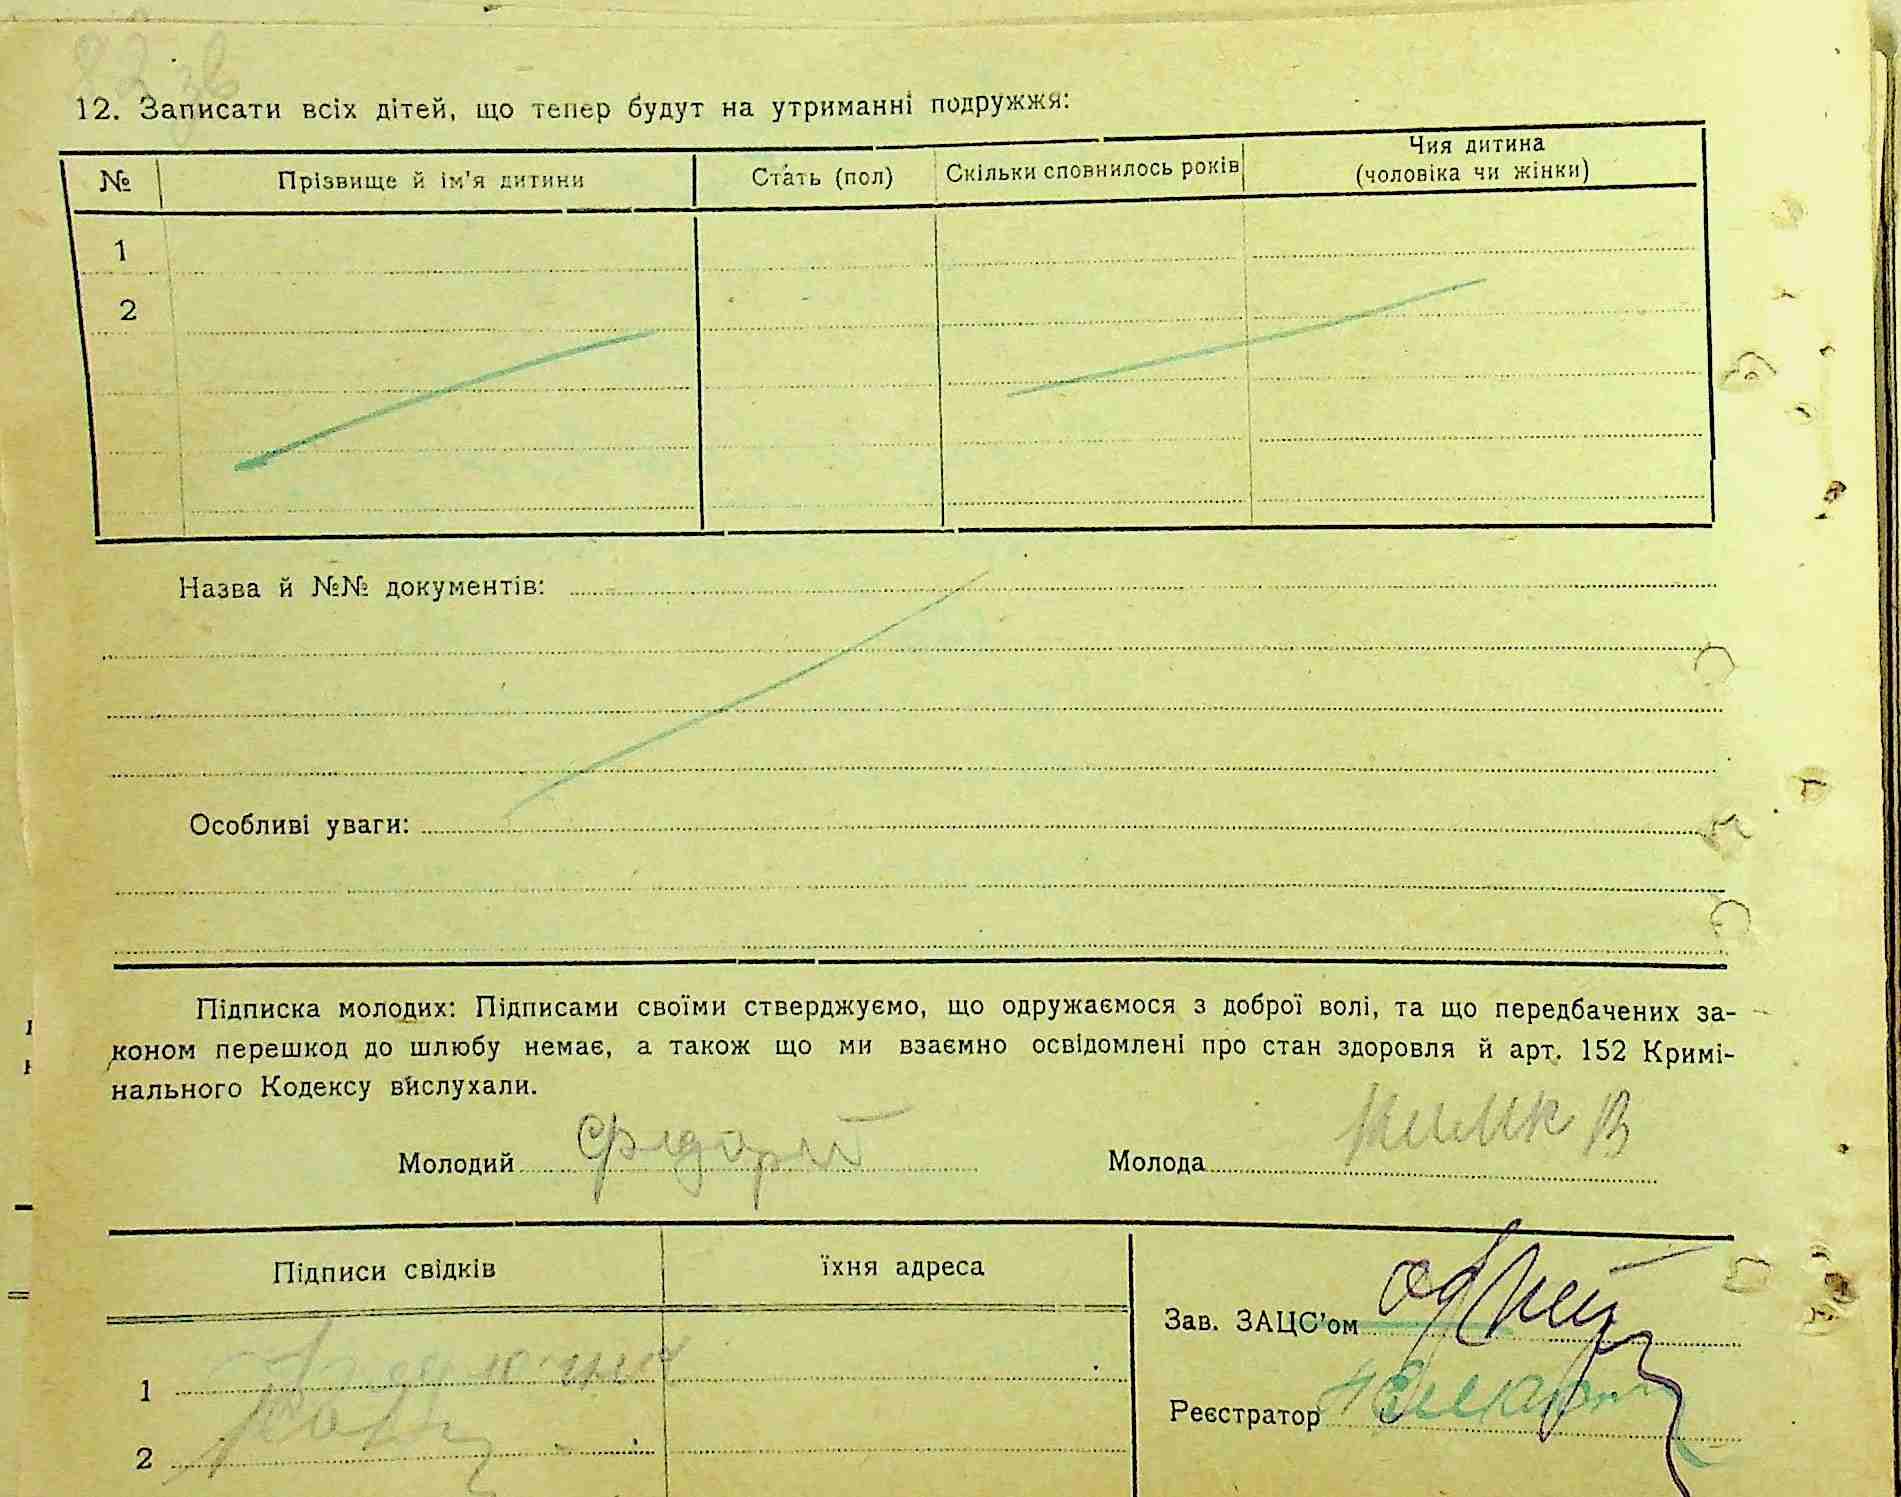 82 зв
12. Записати всіх дітей, що тепер будут на утриманні подружжя:
№ Прізвище й ім'я дитини Стать (пол) Скільки сповнилось років Чия дитина (чоловіка чи жінки)
1
2
Назва й №№ документів:
Особливі уваги:
Підписка молодих: Підписами своїми стверджуємо, що одружаємося з доброї волі, та що передбачених за-
коном перешкод до шлюбу немає, а також що ми взаємно освідомлені про стан здоровля й арт. 152 Кримі-
нального Кодексу вислухали.
Молодий Молода
Підписи свідків їхня адреса
Зав. ЗАЦС'ом
1
Реєстратор
2